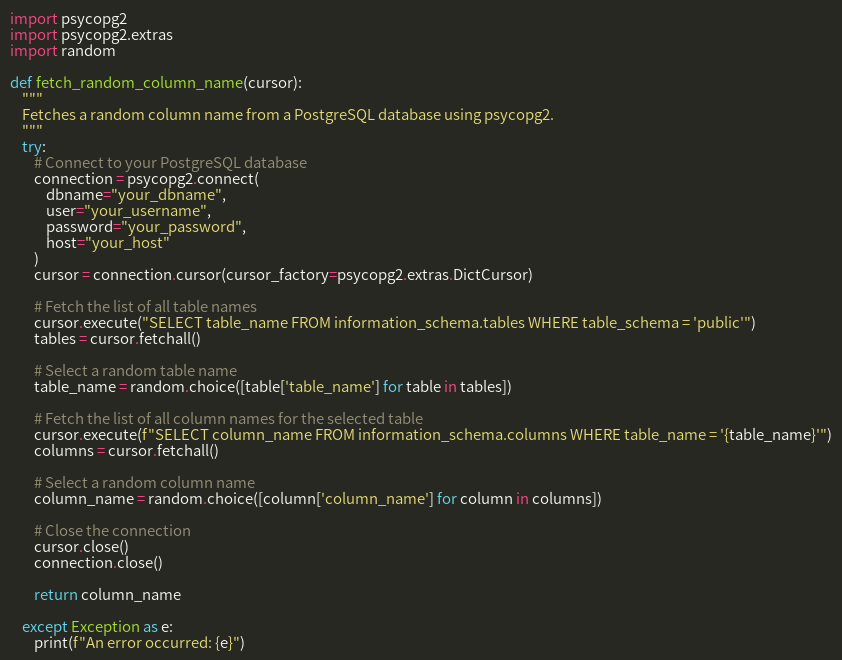 import psycopg2
import psycopg2.extras
import random

def fetch_random_column_name(cursor):
    """
    Fetches a random column name from a PostgreSQL database using psycopg2.
    """
    try:
        # Connect to your PostgreSQL database
        connection = psycopg2.connect(
            dbname="your_dbname",
            user="your_username",
            password="your_password",
            host="your_host"
        )
        cursor = connection.cursor(cursor_factory=psycopg2.extras.DictCursor)

        # Fetch the list of all table names
        cursor.execute("SELECT table_name FROM information_schema.tables WHERE table_schema = 'public'")
        tables = cursor.fetchall()

        # Select a random table name
        table_name = random.choice([table['table_name'] for table in tables])

        # Fetch the list of all column names for the selected table
        cursor.execute(f"SELECT column_name FROM information_schema.columns WHERE table_name = '{table_name}'")
        columns = cursor.fetchall()

        # Select a random column name
        column_name = random.choice([column['column_name'] for column in columns])

        # Close the connection
        cursor.close()
        connection.close()

        return column_name

    except Exception as e:
        print(f"An error occurred: {e}")